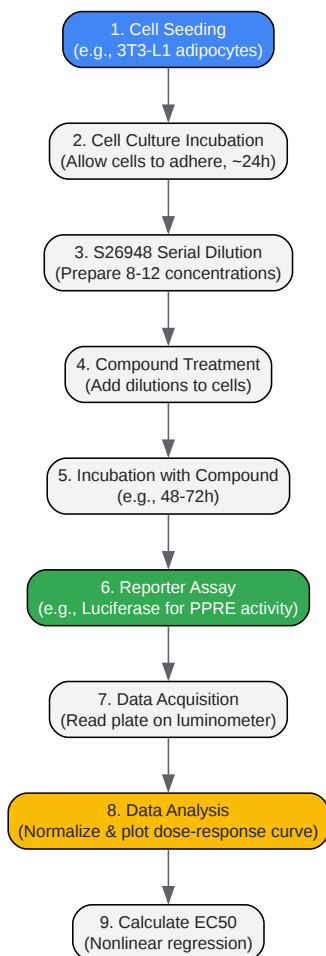 1. Cell Seeding
(e.g., 3T3-L1 adipocytes)
2. Cell Culture Incubation
(Allow cells to adhere, ~24h)
3. S26948 Serial Dilution
(Prepare 8-12 concentrations)
4. Compound Treatment
(Add dilutions to cells)
5. Incubation with Compound
(e.g., 48-72h)
6. Reporter Assay
(e.g., Luciferase for PPRE activity)
7. Data Acquisition
(Read plate on luminometer)
8. Data Analysis
(Normalize & plot dose-response curve)
9. Calculate EC50
(Nonlinear regression)